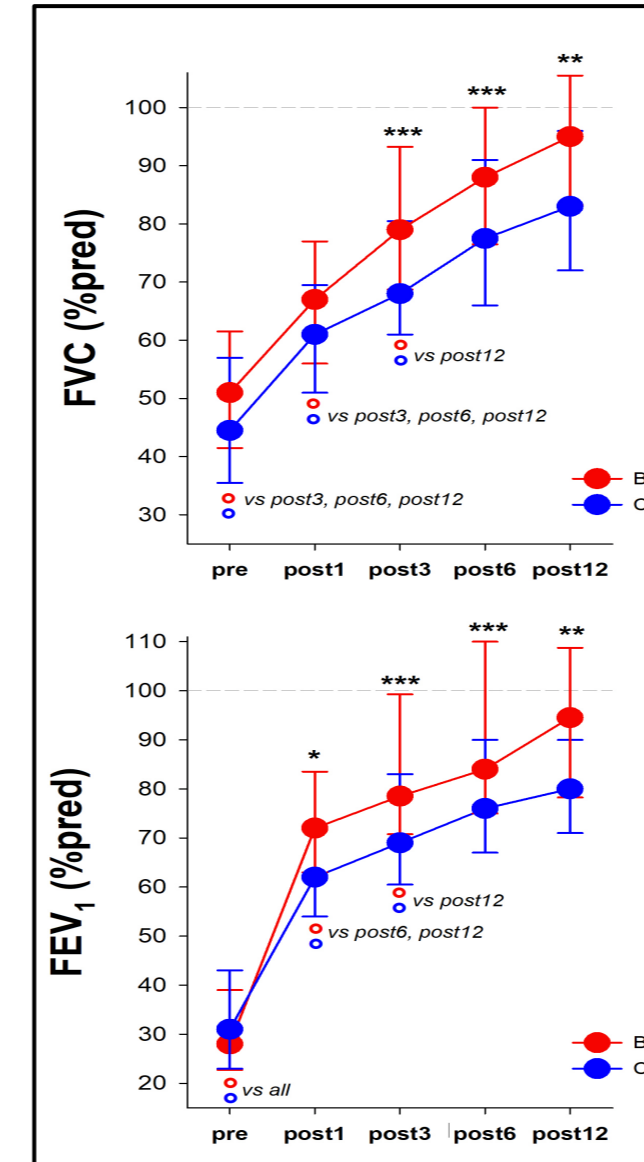 **
***
***
100
90
80
70
60
50
40
30
FVC (%pred)
vs post12
vs post3, post6, post12
vs post3, post6, post12
B
pre post1 post3 post6 post12
***
**
***
*
110
100
90
80
70
60
50
40
30
20
FEV1 (%pred)
vs post12
vs post6, post12
vs all
B
pre post1 post3 post6 post12